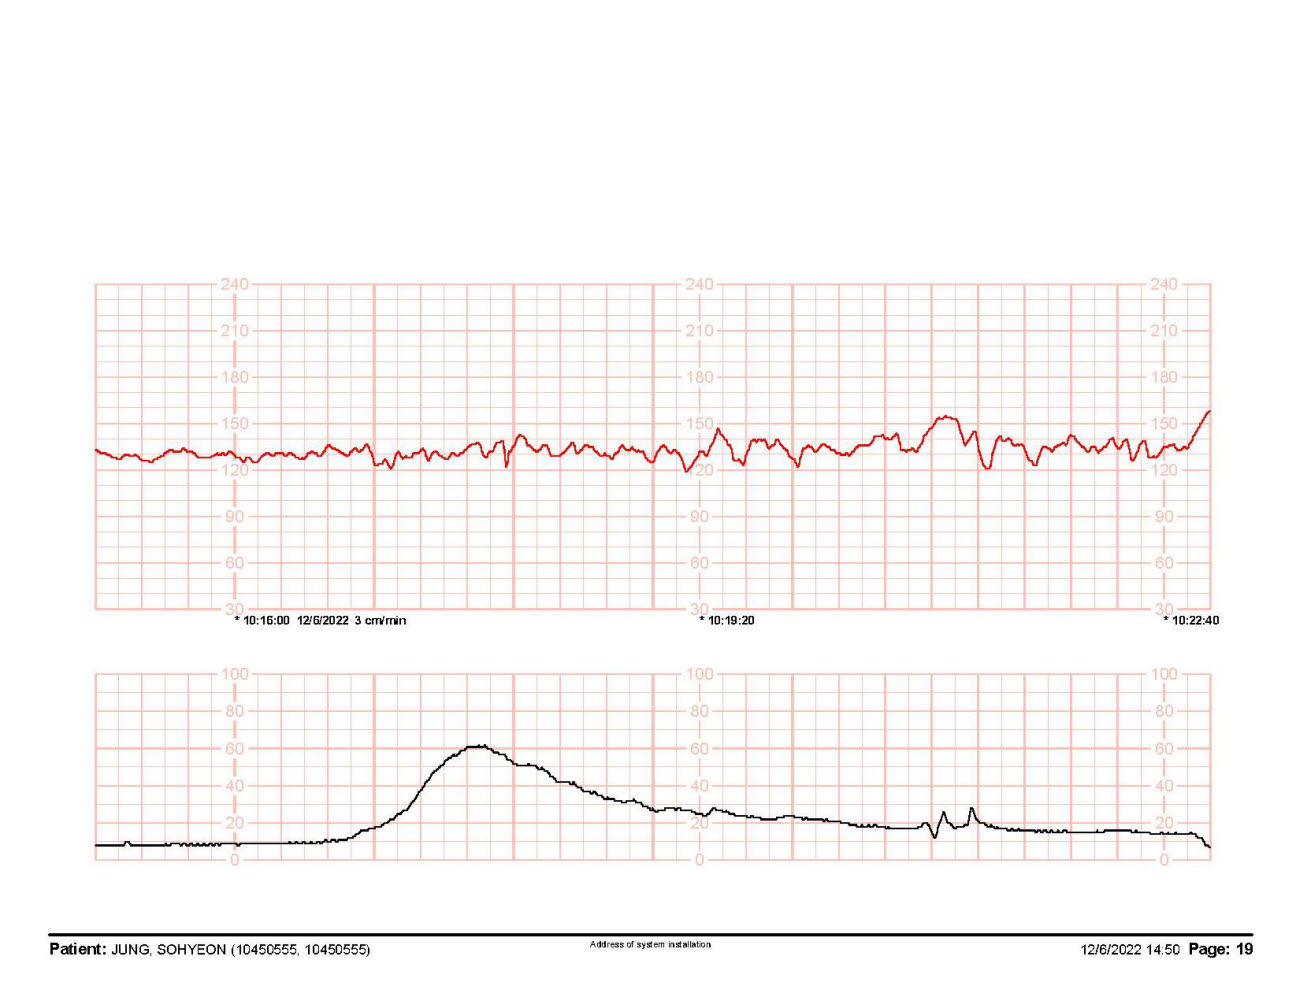 240 240 240
210 210 210
180 180 180
150 150 150
120 120 120
90 90 90
60 60 60
30 30 30
* 10:16:00 12/6/2022 3 cm/min * 10:19:20 * 10:22:40
100 100 100
80 80 80
60 60 60
40 40 40
20 20 20
0 0 0
Patient: JUNG, SOHYEON (10450555, 10450555) Address of system installation 12/6/2022 14:50 Page: 19